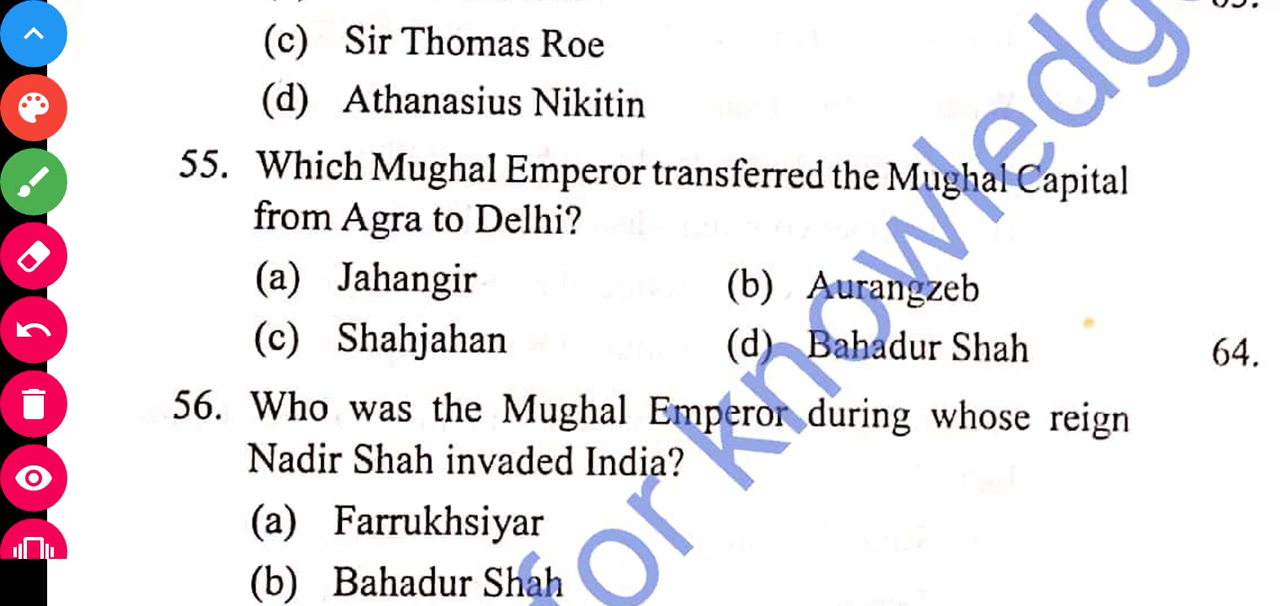 (c) Sir Thomas Roe
(d) Athanasius Nikitin
55. Which Mughal Emperor transferred the Mughal Capital
from Agra to Delhi?
(a) Jahangir (b) Aurangzeb
(c) Shahjahan (d) Bahadur Shah
56. Who was the Mughal Emperor during whose reign
Nadir Shah invaded India?
(a) Farrukhsiyar
(b) Bahadur Shah
64.
for knowledg